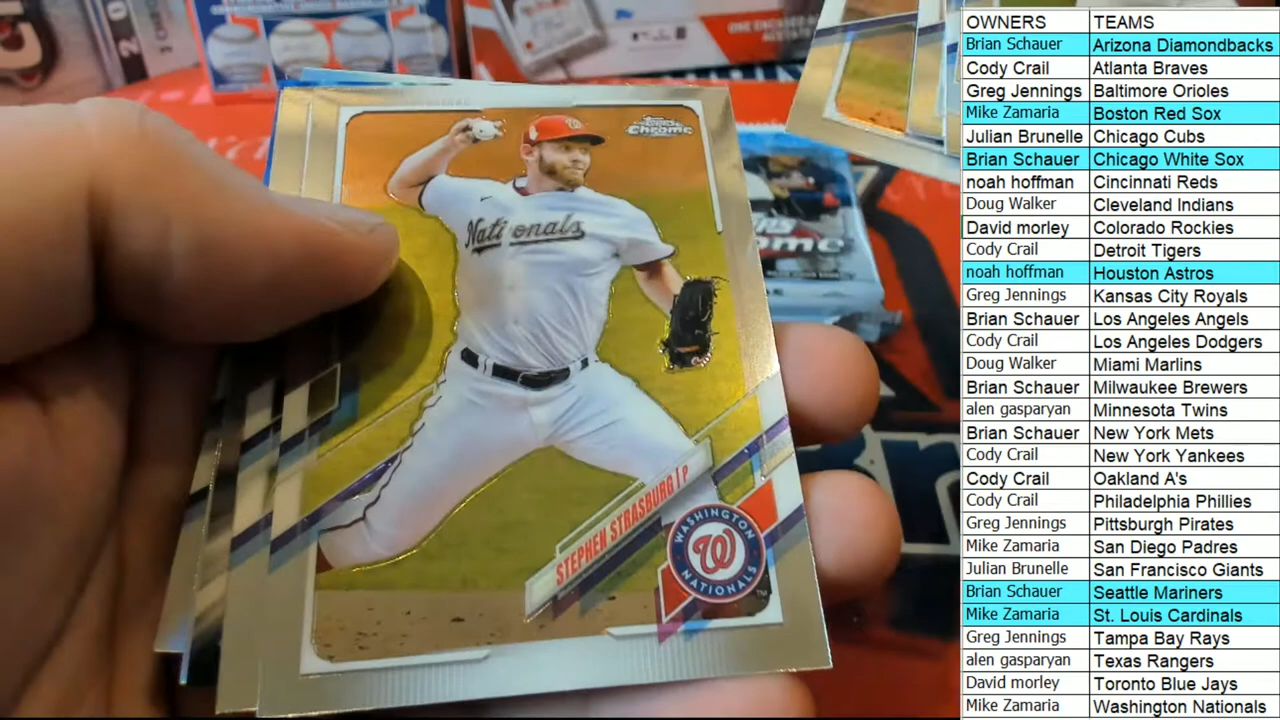 ONE ENCASED
Topps
Chrome
W
Nationals
STEPHEN STRASBURG | P
WASHINGTON
W
NATIONALS
TM
OWNERS TEAMS
Brian Schauer Arizona Diamondbacks
Cody Crail Atlanta Braves
Greg Jennings Baltimore Orioles
Mike Zamaria Boston Red Sox
Julian Brunelle Chicago Cubs
Brian Schauer Chicago White Sox
noah hoffman Cincinnati Reds
Doug Walker Cleveland Indians
David morley Colorado Rockies
Cody Crail Detroit Tigers
noah hoffman Houston Astros
Greg Jennings Kansas City Royals
Brian Schauer Los Angeles Angels
Cody Crail Los Angeles Dodgers
Doug Walker Miami Marlins
Brian Schauer Milwaukee Brewers
alen gasparyan Minnesota Twins
Brian Schauer New York Mets
Cody Crail New York Yankees
Cody Crail Oakland A's
Cody Crail Philadelphia Phillies
Greg Jennings Pittsburgh Pirates
Mike Zamaria San Diego Padres
Julian Brunelle San Francisco Giants
Brian Schauer Seattle Mariners
Mike Zamaria St. Louis Cardinals
Greg Jennings Tampa Bay Rays
alen gasparyan Texas Rangers
David morley Toronto Blue Jays
Mike Zamaria Washington Nationals